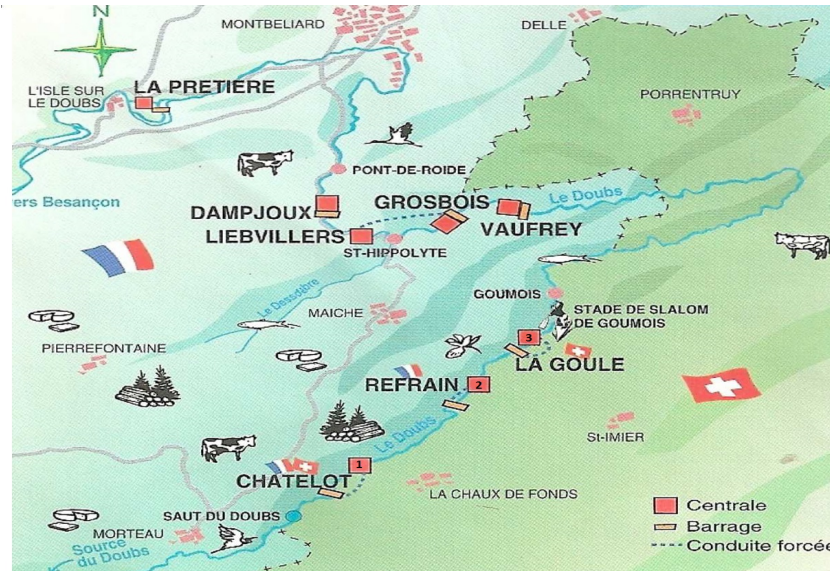 N
MONTBELIARD
DELLE
L'ISLE SUR
LE DOUBS
LA PRETIERE
PORRENTRUY
PONT-DE-ROIDE
vers Besançon
DAMPJOUX
GROSBOIS
Le Doubs
LIEBVILLERS
VAUFREY
ST-HIPPOLYTE
Le Dessoubre
GOUMOIS
MAICHE
STADE DE SLALOM
DE GOUMOIS
PIERREFONTAINE
3
LA GOULE
REFRAIN
2
Le Doubs
St-IMIER
1
CHATELOT
LA CHAUX DE FONDS
SAUT DU DOUBS
MORTEAU
Source
du Doubs
Centrale
Barrage
Conduite forcée